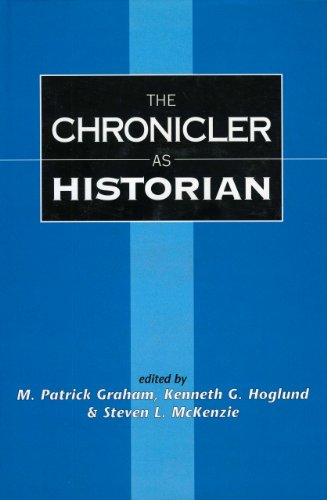 THE
CHRONICLER
AS
HISTORIAN
edited by
M. Patrick Graham, Kenneth G. Hoglund
& Steven L. McKenzie